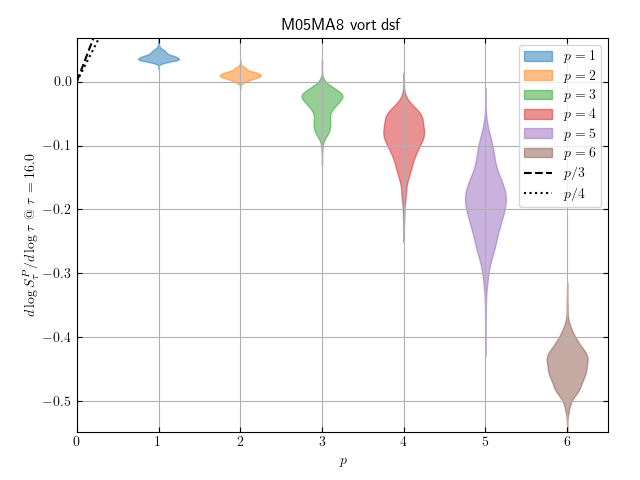 M05MA8 vort dsf
d log S_τ^P / d log τ @ τ = 16.0
0.0
−0.1
−0.2
−0.3
−0.4
−0.5
0 1 2 3 4 5 6
p
p = 1
p = 2
p = 3
p = 4
p = 5
p = 6
p/3
p/4